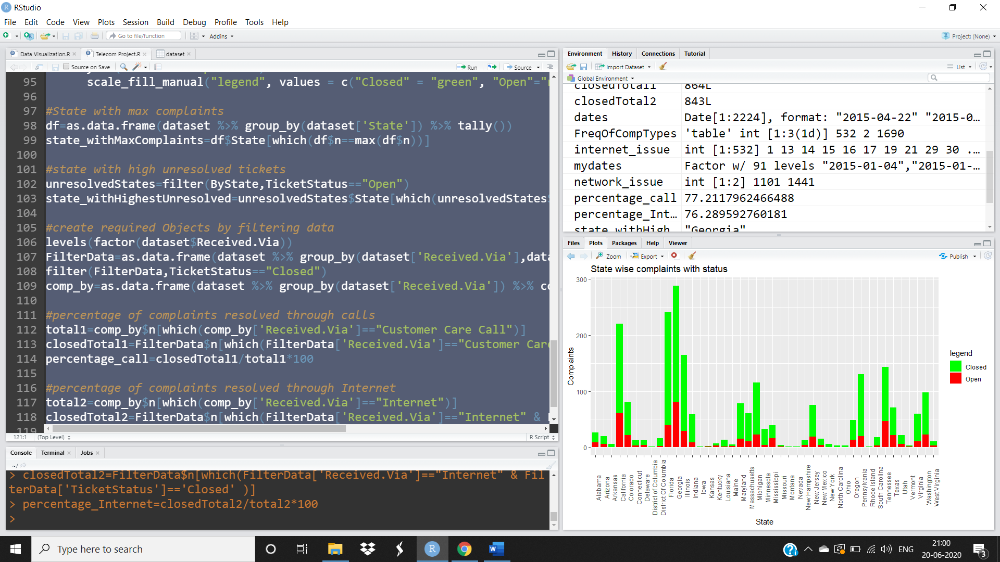 RStudio
File Edit Code View Plots Session Build Debug Profile Tools Help
Go to file/function Addins Project: (None)
Data Visualization.R Telecom Project.R dataset
Source on Save Run Source
95 scale_fill_manual("legend", values = c("Closed" = "green", "Open"="
96
97 #State with max complaints
98 df=as.data.frame(dataset %>% group_by(dataset['State']) %>% tally())
99 state_withMaxComplaints=df$State[which(df$n==max(df$n))]
100
101 #state with high unresolved tickets
102 unresolvedStates=filter(ByState,TicketStatus=="Open")
103 state_withHighestUnresolved=unresolvedStates$State[which(unresolvedStates
104
105 #create required Objects by filtering data
106 levels(factor(dataset$Received.Via))
107 FilterData=as.data.frame(dataset %>% group_by(dataset['Received.Via'],data
108 filter(FilterData,TicketStatus=="Closed")
109 comp_by=as.data.frame(dataset %>% group_by(dataset['Received.Via']) %>% co
110
111 #percentage of complaints resolved through calls
112 total1=comp_by$n[which(comp_by['Received.Via']=="Customer Care Call")]
113 closedTotal1=FilterData$n[which(FilterData['Received.Via']=="Customer Care
114 percentage_call=closedTotal1/total1*100
115
116 #percentage of complaints resolved through Internet
117 total2=comp_by$n[which(comp_by['Received.Via']=="Internet")]
118 closedTotal2=FilterData$n[which(FilterData['Received.Via']=="Internet" &
119
121:1 (Top Level) R Script
Console Terminal Jobs
~/
> closedTotal2=FilterData$n[which(FilterData['Received.Via']=="Internet" & Fil
terData['TicketStatus']=='Closed' )]
> percentage_Internet=closedTotal2/total2*100
>
Environment History Connections Tutorial
Import Dataset List
Global Environment
closedTotal1 864L
closedTotal2 843L
dates Date[1:2224], format: "2015-04-22" "2015-0…
FreqOfCompTypes 'table' int [1:3(1d)] 532 2 1690
internet_issue int [1:532] 1 13 14 15 16 17 19 21 29 30 ...
mydates Factor w/ 91 levels "2015-01-04","2015-01-…
network_issue int [1:2] 1101 1441
percentage_call 77.2117962466488
percentage_Int… 76.289592760181
state_withHigh "Georgia"
Files Plots Packages Help Viewer
Zoom Export Publish
State wise complaints with status
300
200
100
0
Complaints
Alabama
Arizona
Arkansas
California
Colorado
Connecticut
Delaware
District of Columbia
District Of Columbia
Florida
Georgia
Illinois
Indiana
Iowa
Kansas
Kentucky
Louisiana
Maine
Maryland
Massachusetts
Michigan
Minnesota
Mississippi
Missouri
Montana
Nevada
New Hampshire
New Jersey
New Mexico
New York
North Carolina
Ohio
Oregon
Pennsylvania
Rhode Island
South Carolina
Tennessee
Texas
Utah
Vermont
Virginia
Washington
West Virginia
State
legend
Closed
Open
Type here to search
ENG
21:00
20-06-2020
3